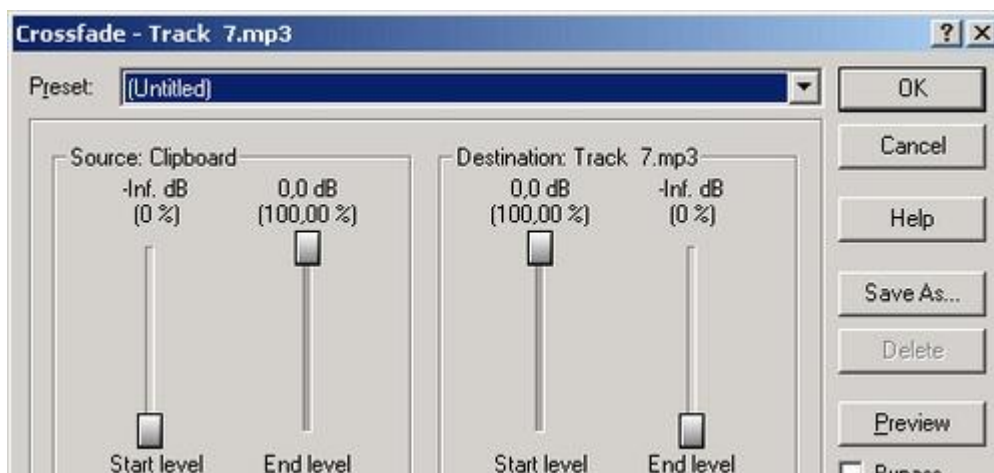 Crossfade - Track 7.mp3
Preset: (Untitled)
OK
Cancel
Help
Save As...
Delete
Preview
Bypass
Source: Clipboard
-Inf. dB 0,0 dB
(0 %) (100,00 %)
Start level End level
Destination: Track 7.mp3
0,0 dB -Inf. dB
(100,00 %) (0 %)
Start level End level